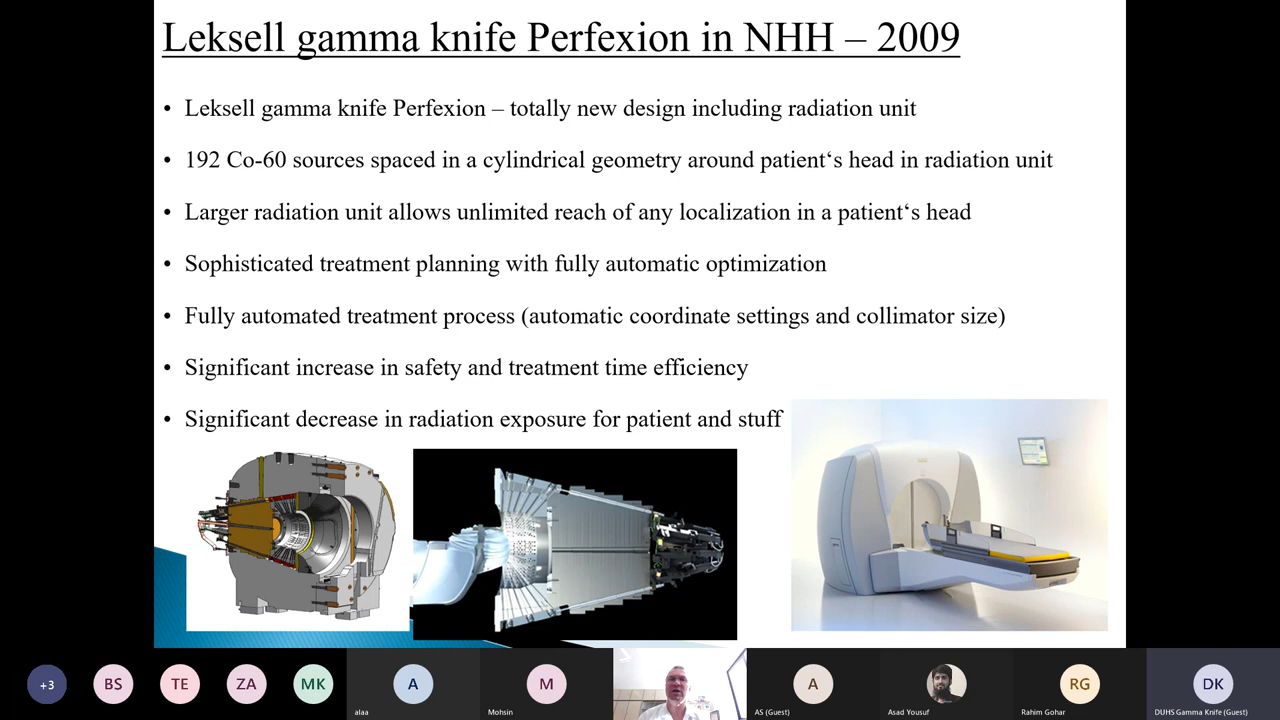 Leksell gamma knife Perfexion in NHH – 2009
• Leksell gamma knife Perfexion – totally new design including radiation unit
• 192 Co-60 sources spaced in a cylindrical geometry around patient‘s head in radiation unit
• Larger radiation unit allows unlimited reach of any localization in a patient‘s head
• Sophisticated treatment planning with fully automatic optimization
• Fully automated treatment process (automatic coordinate settings and collimator size)
• Significant increase in safety and treatment time efficiency
• Significant decrease in radiation exposure for patient and stuff
+3
BS
TE
ZA
MK
A
alaa
M
Mohsin
A
AS (Guest)
Asad Yousuf
RG
Rahim Gohar
DK
DUHS Gamma Knife (Guest)